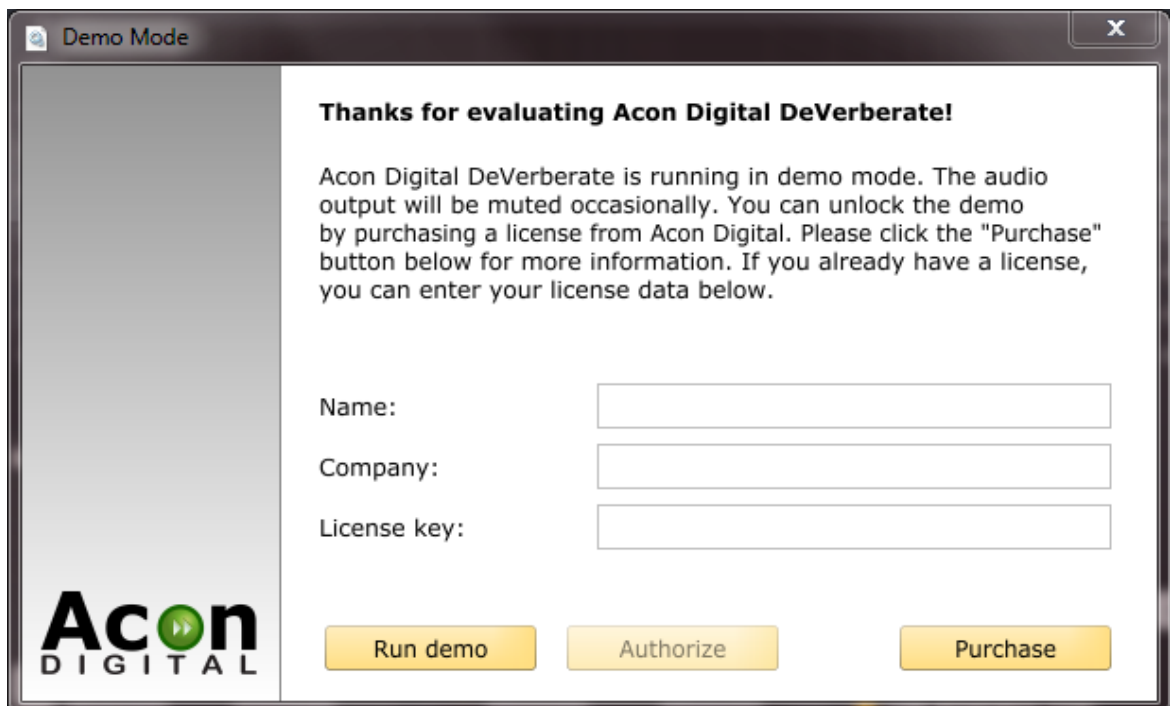 Demo Mode
X
Thanks for evaluating Acon Digital DeVerberate!
Acon Digital DeVerberate is running in demo mode. The audio
output will be muted occasionally. You can unlock the demo
by purchasing a license from Acon Digital. Please click the "Purchase"
button below for more information. If you already have a license,
you can enter your license data below.
Name:
Company:
License key:
Acon
DIGITAL
Run demo Authorize Purchase